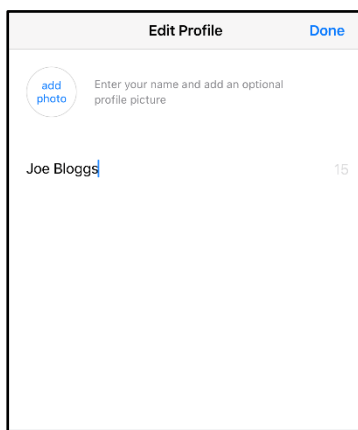 Edit Profile Done
add
photo
Enter your name and add an optional
profile picture
Joe Bloggs 15